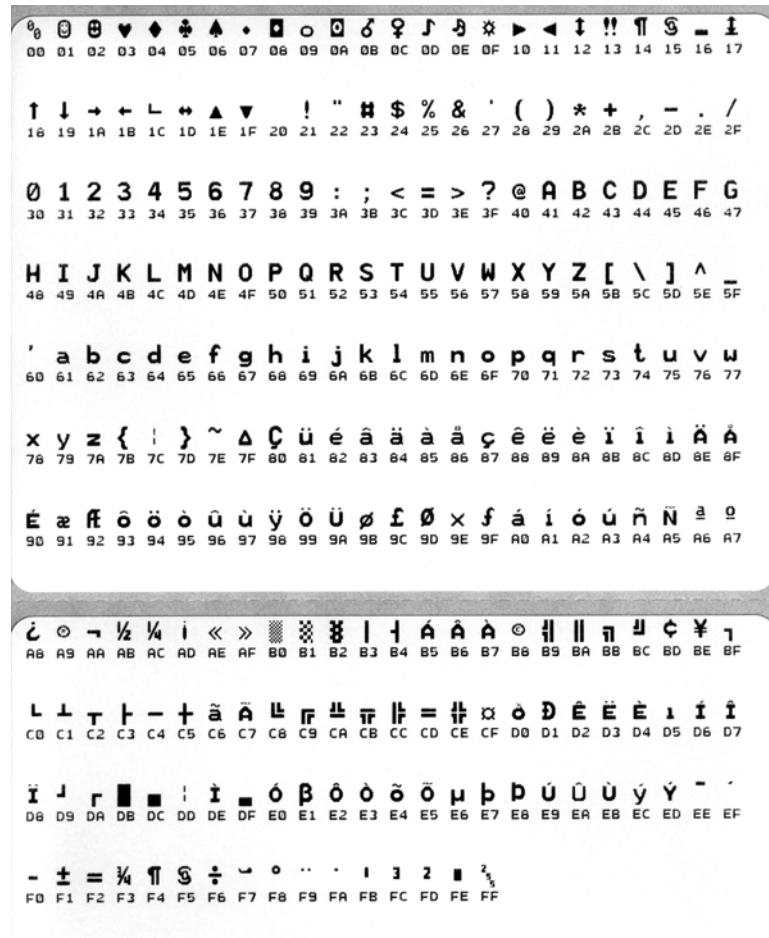 ⁰₀ ☺ ☻ ♥ ♦ ♣ ♠ • ◘ ○ ◙ ♂ ♀ ♪ ♫ ☼ ► ◄ ↕ ‼ ¶ § ▬ ↨
00 01 02 03 04 05 06 07 08 09 0A 0B 0C 0D 0E 0F 10 11 12 13 14 15 16 17
↑ ↓ → ← ∟ ↔ ▲ ▼ ! " # $ % & ' ( ) * + , - . /
18 19 1A 1B 1C 1D 1E 1F 20 21 22 23 24 25 26 27 28 29 2A 2B 2C 2D 2E 2F
0 1 2 3 4 5 6 7 8 9 : ; < = > ? @ A B C D E F G
30 31 32 33 34 35 36 37 38 39 3A 3B 3C 3D 3E 3F 40 41 42 43 44 45 46 47
H I J K L M N O P Q R S T U V W X Y Z [ \ ] ^ _
48 49 4A 4B 4C 4D 4E 4F 50 51 52 53 54 55 56 57 58 59 5A 5B 5C 5D 5E 5F
' a b c d e f g h i j k l m n o p q r s t u v w
60 61 62 63 64 65 66 67 68 69 6A 6B 6C 6D 6E 6F 70 71 72 73 74 75 76 77
x y z { ¦ } ~ ∆ Ç ü é â ä à å ç ê ë è ï î ì Ä Å
78 79 7A 7B 7C 7D 7E 7F 80 81 82 83 84 85 86 87 88 89 8A 8B 8C 8D 8E 8F
É æ Æ ô ö ò û ù ÿ Ö Ü ø £ Ø × ƒ á í ó ú ñ Ñ ª º
90 91 92 93 94 95 96 97 98 99 9A 9B 9C 9D 9E 9F A0 A1 A2 A3 A4 A5 A6 A7
¿ ® ¬ ½ ¼ ¡ « » ░ ▒ ▓ │ ┤ Á Â À © ╣ ║ ╗ ╝ ¢ ¥ ┐
A8 A9 AA AB AC AD AE AF B0 B1 B2 B3 B4 B5 B6 B7 B8 B9 BA BB BC BD BE BF
└ ┴ ┬ ├ ─ ┼ ã Ã ╚ ╔ ╩ ╦ ╠ ═ ╬ ¤ ð Ð Ê Ë È ı Í Î
C0 C1 C2 C3 C4 C5 C6 C7 C8 C9 CA CB CC CD CE CF D0 D1 D2 D3 D4 D5 D6 D7
Ï ┘ ┌ █ ▄ ¦ Ì ▄ Ó β Ô Ò õ Õ µ þ Þ Ú Û Ù ý Ý ¯ ´
D8 D9 DA DB DC DD DE DF E0 E1 E2 E3 E4 E5 E6 E7 E8 E9 EA EB EC ED EE EF
- ± = ¾ ¶ § ÷ ¸ ° ¨ · ¹ ³ ² ■ ²₅₅
F0 F1 F2 F3 F4 F5 F6 F7 F8 F9 FA FB FC FD FE FF